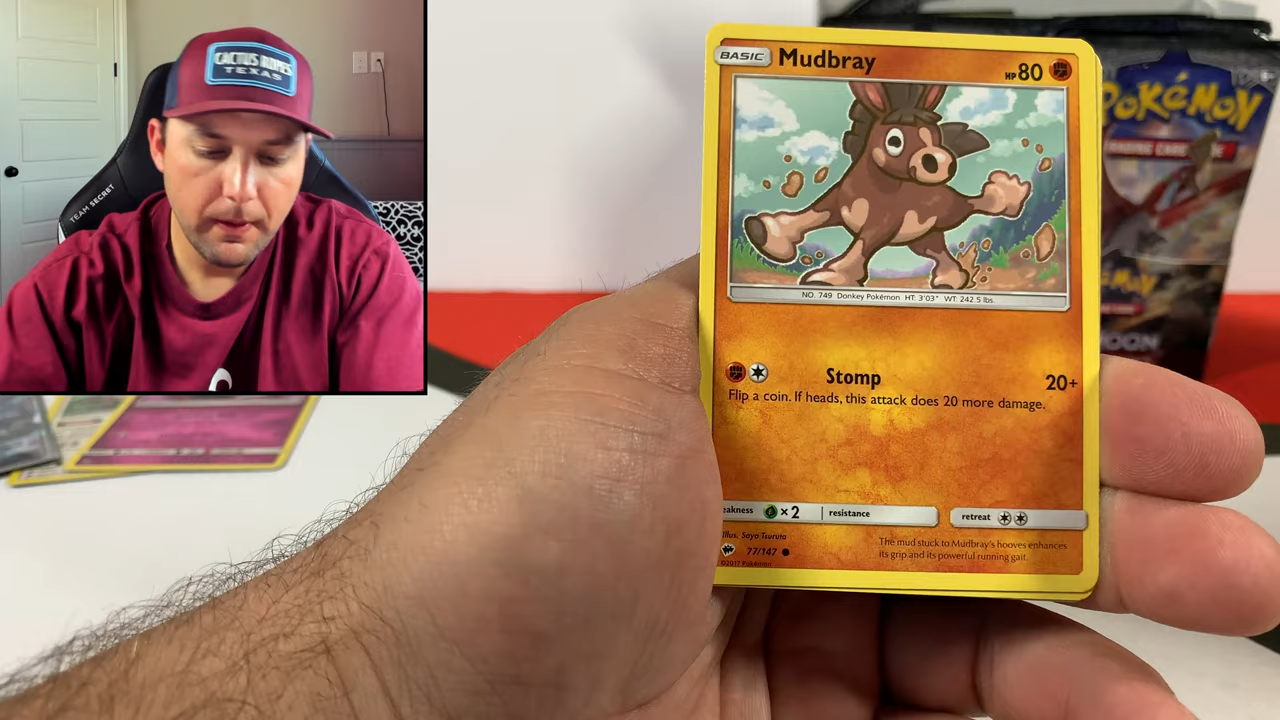 CACTUS ROPES
TEXAS
TEAM SECRET
BASIC Mudbray HP 80
NO. 749 Donkey Pokémon HT: 3'03" WT: 242.5 lbs.
Stomp 20+
Flip a coin. If heads, this attack does 20 more damage.
eakness ×2 resistance retreat
Illus. Sayo Tsuruta
77/147
©2017 Pokémon
The mud stuck to Mudbray's hooves enhances
its grip and its powerful running gait.
POKéMON
TRADING CARD GAME
POKéMON
MOON